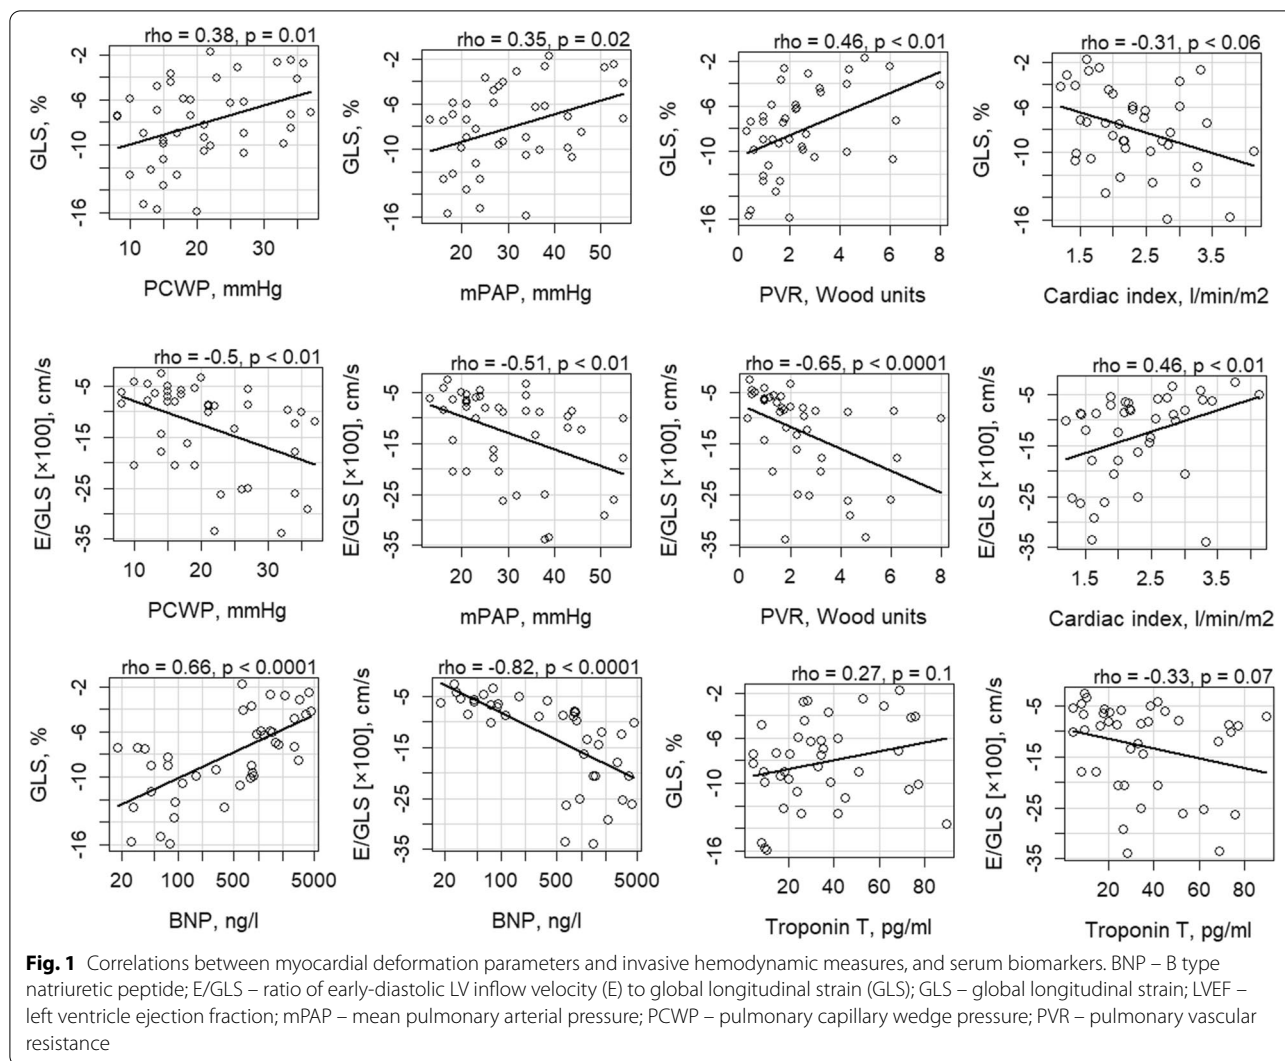 rho = 0.38, p = 0.01
GLS, %
-2
-6
-10
-16
10 20 30
PCWP, mmHg
rho = 0.35, p = 0.02
GLS, %
-2
-6
-10
-16
20 30 40 50
mPAP, mmHg
rho = 0.46, p < 0.01
GLS, %
-2
-6
-10
-16
0 2 4 6 8
PVR, Wood units
rho = -0.31, p < 0.06
GLS, %
-2
-6
-10
-16
1.5 2.5 3.5
Cardiac index, l/min/m2
rho = -0.5, p < 0.01
E/GLS [×100], cm/s
-5
-15
-25
-35
10 20 30
PCWP, mmHg
rho = -0.51, p < 0.01
E/GLS [×100], cm/s
-5
-15
-25
-35
20 30 40 50
mPAP, mmHg
rho = -0.65, p < 0.0001
E/GLS [×100], cm/s
-5
-15
-25
-35
0 2 4 6 8
PVR, Wood units
rho = 0.46, p < 0.01
E/GLS [×100], cm/s
-5
-15
-25
-35
1.5 2.5 3.5
Cardiac index, l/min/m2
rho = 0.66, p < 0.0001
GLS, %
-2
-6
-10
-16
20 100 500 5000
BNP, ng/l
rho = -0.82, p < 0.0001
E/GLS [×100], cm/s
-5
-15
-25
-35
20 100 500 5000
BNP, ng/l
rho = 0.27, p = 0.1
GLS, %
-2
-6
-10
-16
20 40 60 80
Troponin T, pg/ml
rho = -0.33, p = 0.07
E/GLS [×100], cm/s
-5
-15
-25
-35
20 40 60 80
Troponin T, pg/ml
Fig. 1 Correlations between myocardial deformation parameters and invasive hemodynamic measures, and serum biomarkers. BNP – B type
natriuretic peptide; E/GLS – ratio of early-diastolic LV inflow velocity (E) to global longitudinal strain (GLS); GLS – global longitudinal strain; LVEF –
left ventricle ejection fraction; mPAP – mean pulmonary arterial pressure; PCWP – pulmonary capillary wedge pressure; PVR – pulmonary vascular
resistance